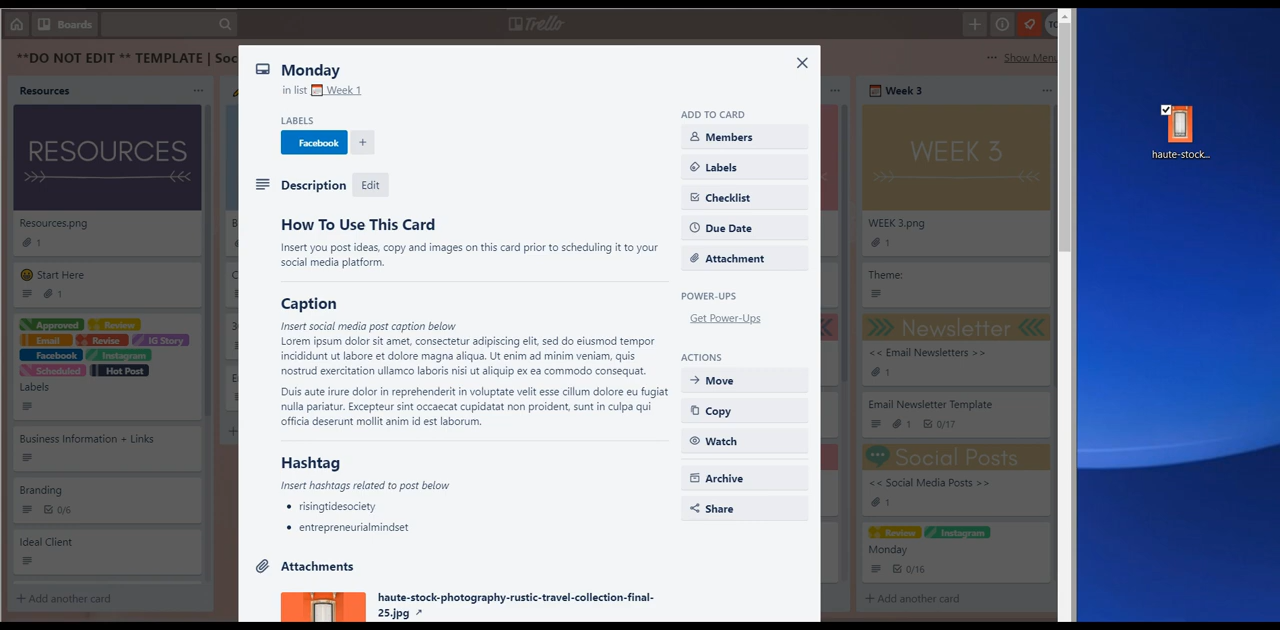 Boards
Trello
**DO NOT EDIT ** TEMPLATE | Soc
Show Menu
Resources
RESOURCES
Resources.png
1
Start Here
1
Approved
Review
Email
Revise
IG Story
Facebook
Instagram
Scheduled
Hot Post
Labels
Business Information + Links
Branding
0/6
Ideal Client
+ Add another card
Monday
in list Week 1
LABELS
Facebook
+
Description
Edit
How To Use This Card
Insert you post ideas, copy and images on this card prior to scheduling it to your
social media platform.
Caption
Insert social media post caption below
Lorem ipsum dolor sit amet, consectetur adipiscing elit, sed do eiusmod tempor
incididunt ut labore et dolore magna aliqua. Ut enim ad minim veniam, quis
nostrud exercitation ullamco laboris nisi ut aliquip ex ea commodo consequat.
Duis aute irure dolor in reprehenderit in voluptate velit esse cillum dolore eu fugiat
nulla pariatur. Excepteur sint occaecat cupidatat non proident, sunt in culpa qui
officia deserunt mollit anim id est laborum.
Hashtag
Insert hashtags related to post below
• risingtidesociety
• entrepreneurialmindset
Attachments
haute-stock-photography-rustic-travel-collection-final-
25.jpg ↗
ADD TO CARD
Members
Labels
Checklist
Due Date
Attachment
POWER-UPS
Get Power-Ups
ACTIONS
Move
Copy
Watch
Archive
Share
Week 3
WEEK 3
WEEK 3.png
1
Theme:
Newsletter
<< Email Newsletters >>
1
Email Newsletter Template
1
0/17
Social Posts
<< Social Media Posts >>
1
Review
Instagram
Monday
0/16
+ Add another card
haute-stock...